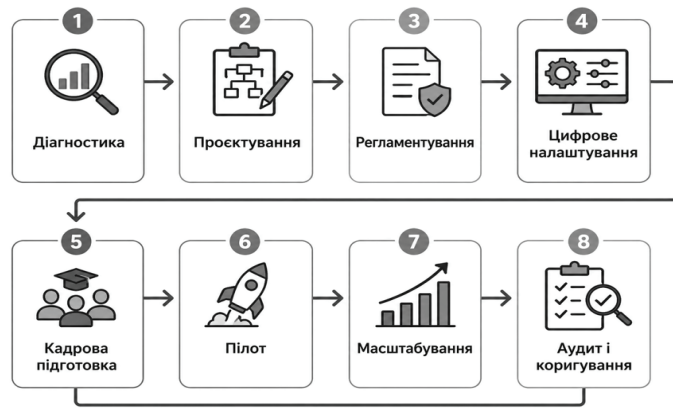 1
Діагностика
2
Проєктування
3
Регламентування
4
Цифрове
налаштування
5
Кадрова
підготовка
6
Пілот
7
Масштабування
8
Аудит і
коригування